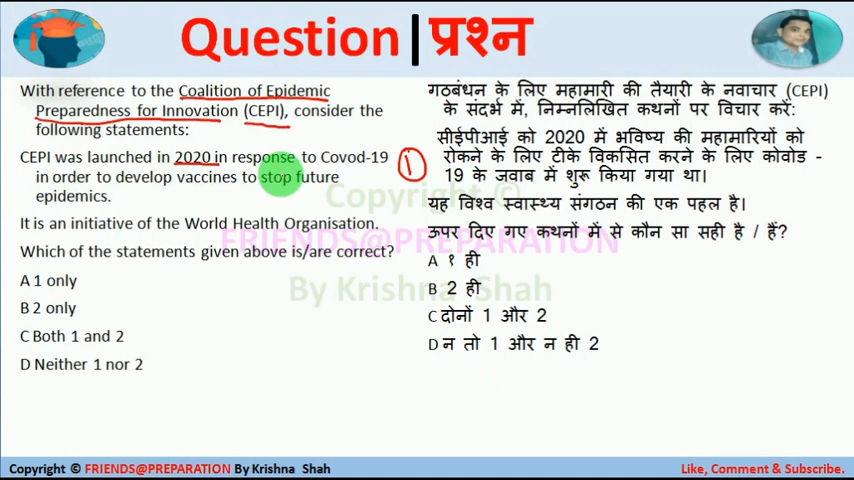 Question|प्रश्न
With reference to the Coalition of Epidemic
Preparedness for Innovation (CEPI), consider the
following statements:
CEPI was launched in 2020 in response to Covod-19
in order to develop vaccines to stop future
epidemics.
It is an initiative of the World Health Organisation.
Which of the statements given above is/are correct?
A 1 only
B 2 only
C Both 1 and 2
D Neither 1 nor 2
गठबंधन के लिए महामारी की तैयारी के नवाचार (CEPI)
के संदर्भ में, निम्नलिखित कथनों पर विचार करें:
1
सीईपीआई को 2020 में भविष्य की महामारियों को
रोकने के लिए टीके विकसित करने के लिए कोवोड -
19 के जवाब में शुरू किया गया था।
यह विश्व स्वास्थ्य संगठन की एक पहल है।
ऊपर दिए गए कथनों में से कौन सा सही है / हैं?
A १ ही
B 2 ही
C दोनों 1 और 2
D न तो 1 और न ही 2
Copyright ©
FRIENDS@PREPARATION
By Krishna Shah
Copyright © FRIENDS@PREPARATION By Krishna Shah
Like, Comment & Subscribe.